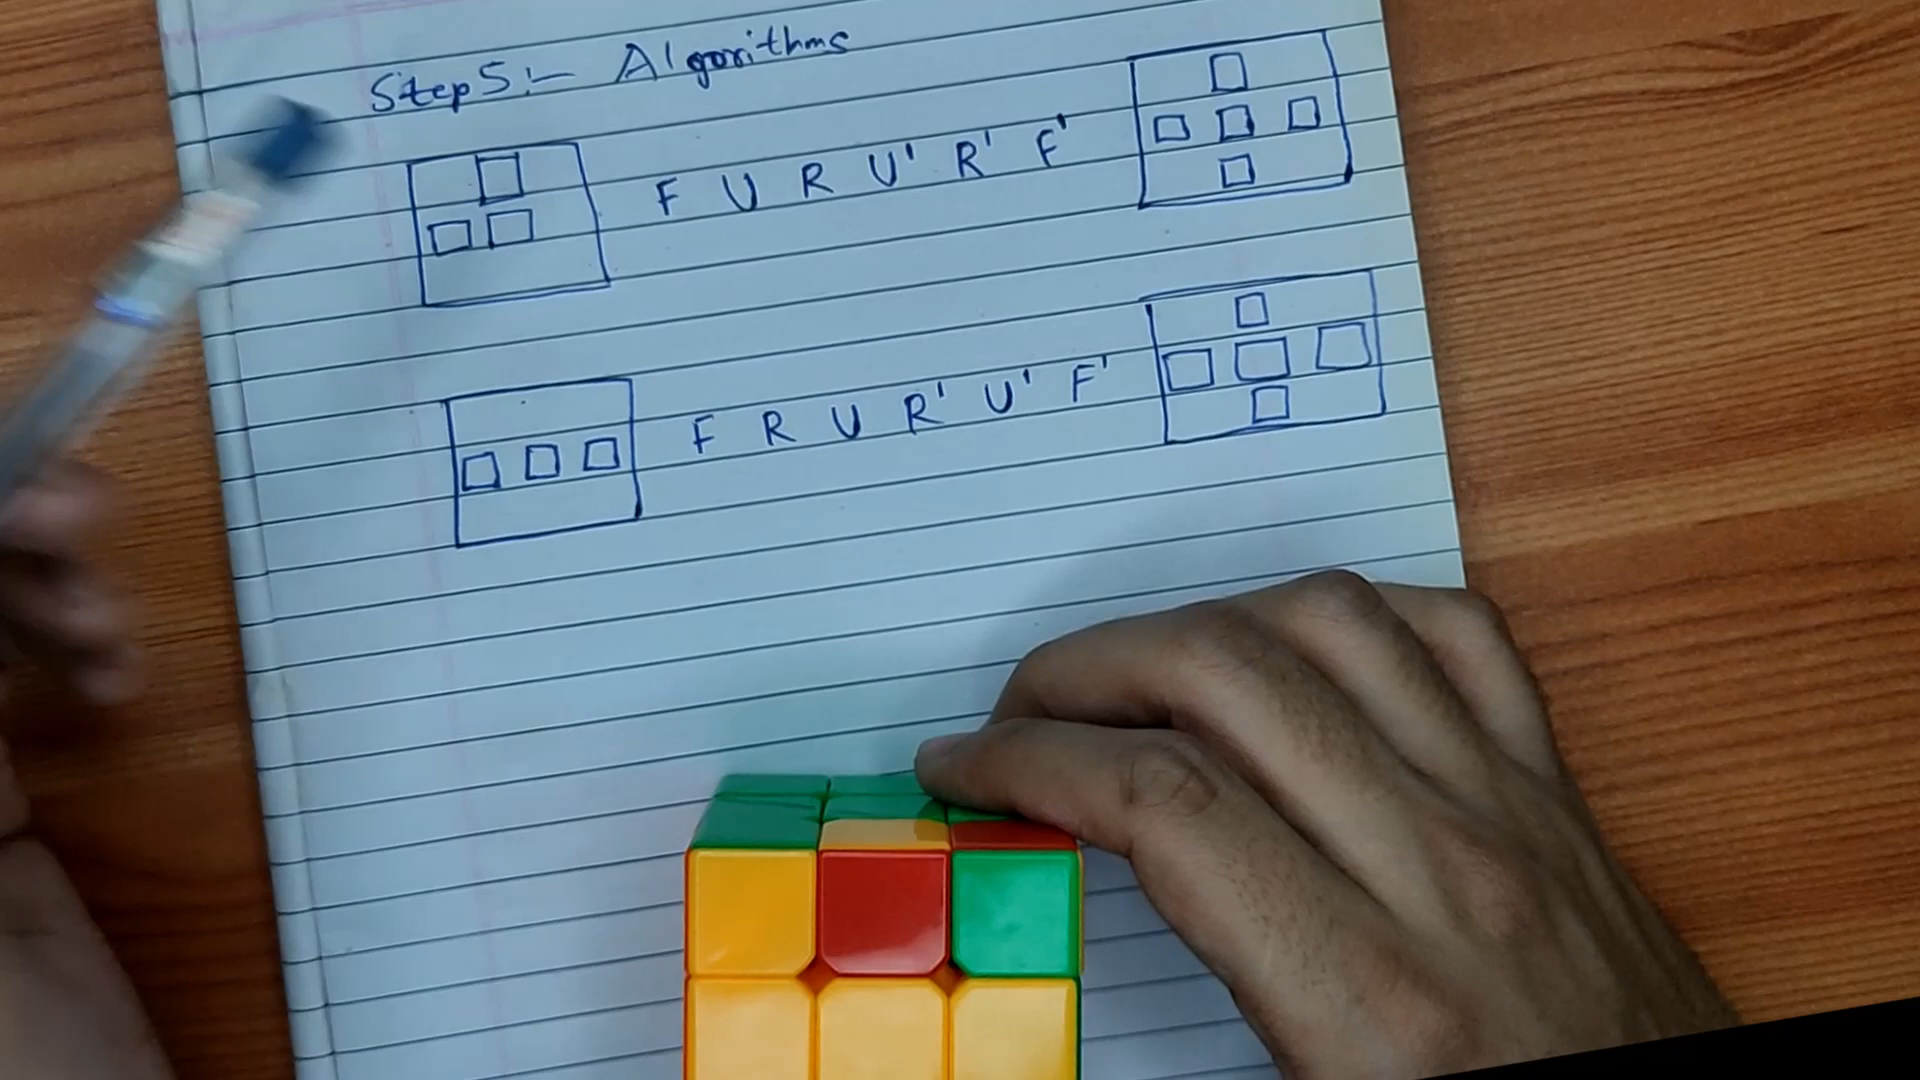 Step 5:- Algorithms
F U R U' R' F'
F R U R' U' F'